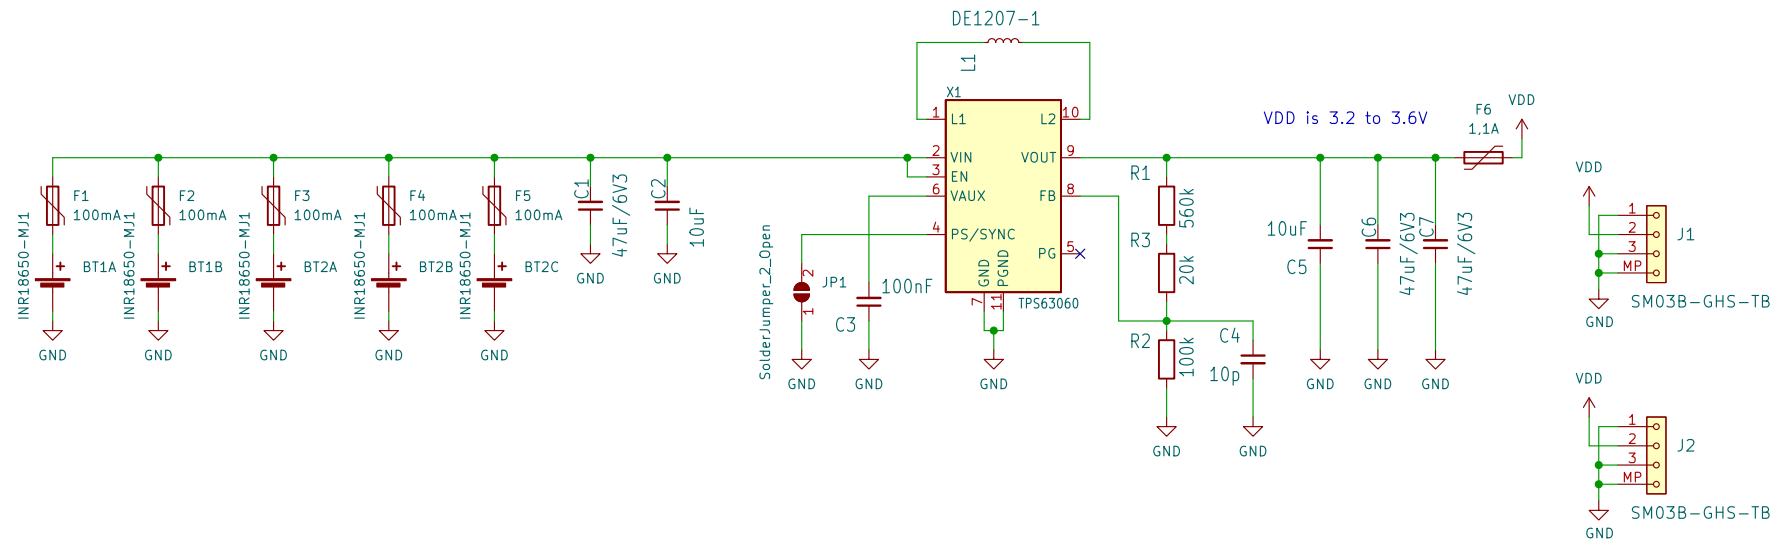 DE1207-1
L1
X1
1
L1
L2
10
2
VIN
VOUT
9
3
EN
6
VAUX
FB
8
4
PS/SYNC
PG
5
GND
PGND
7
11
TPS63060
GND
F1
100mA
INR18650-MJ1
+
BT1A
GND
F2
100mA
INR18650-MJ1
+
BT1B
GND
F3
100mA
INR18650-MJ1
+
BT2A
GND
F4
100mA
INR18650-MJ1
+
BT2B
GND
F5
100mA
INR18650-MJ1
+
BT2C
GND
C1
47uF/6V3
GND
C2
10uF
GND
SolderJumper_2_Open
2
JP1
1
GND
100nF
C3
GND
R1
560k
R3
20k
R2
100k
GND
C4
10p
GND
VDD is 3.2 to 3.6V
10uF
C5
GND
C6
47uF/6V3
GND
C7
47uF/6V3
GND
F6
1,1A
VDD
VDD
1
2
3
MP
J1
SM03B-GHS-TB
GND
VDD
1
2
3
MP
J2
SM03B-GHS-TB
GND